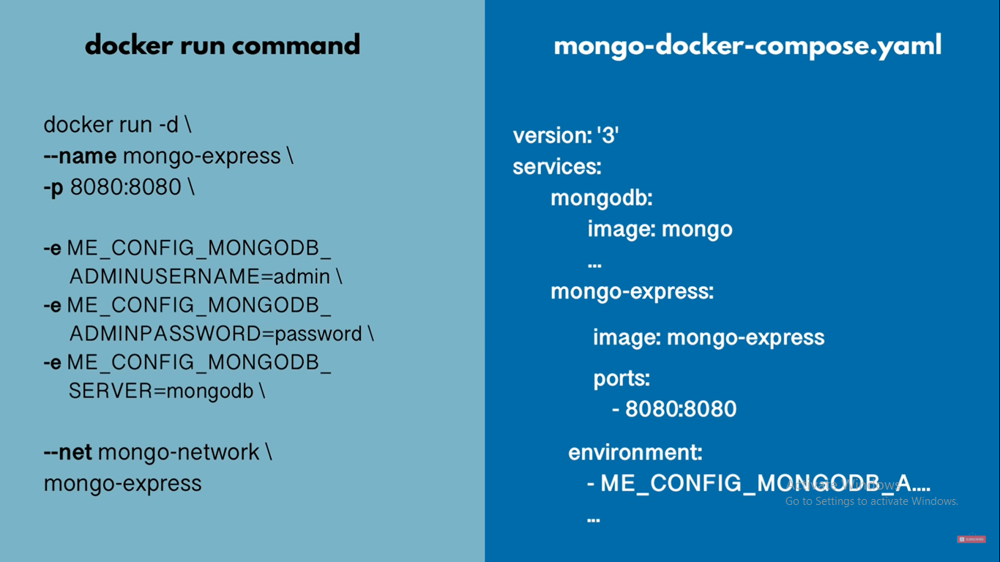 docker run command
docker run -d \
--name mongo-express \
-p 8080:8080 \
-e ME_CONFIG_MONGODB_
ADMINUSERNAME=admin \
-e ME_CONFIG_MONGODB_
ADMINPASSWORD=password \
-e ME_CONFIG_MONGODB_
SERVER=mongodb \
--net mongo-network \
mongo-express
mongo-docker-compose.yaml
version: '3'
services:
mongodb:
image: mongo
...
mongo-express:
image: mongo-express
ports:
- 8080:8080
environment:
- ME_CONFIG_MONGODB_A....
...
Activate Windows
Go to Settings to activate Windows.
SUBSCRIBE